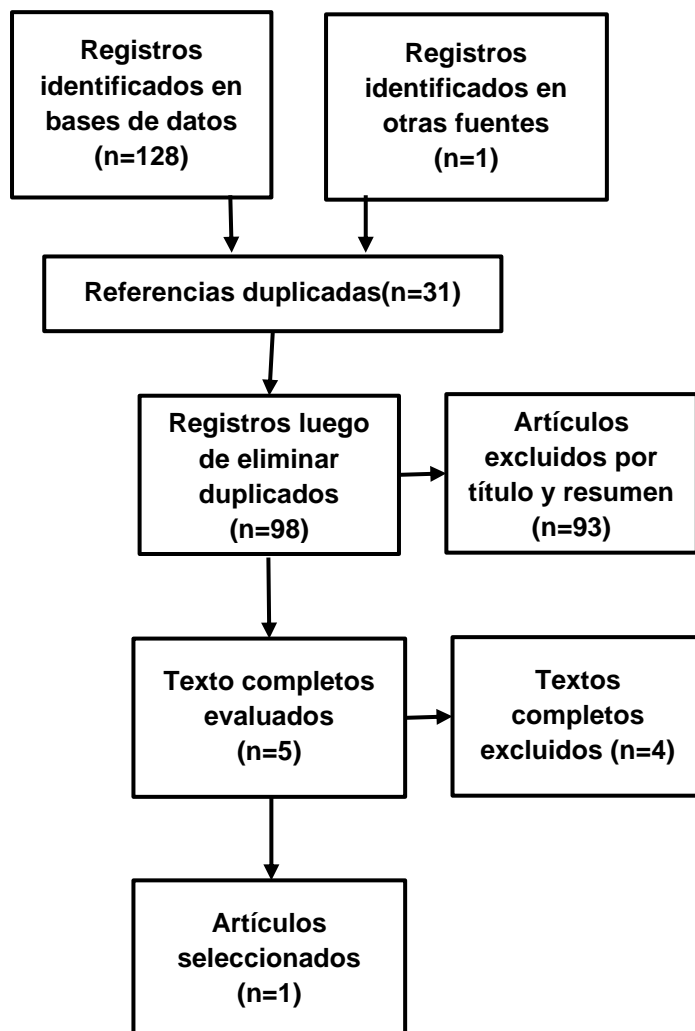 Registros
identificados en
bases de datos
(n=128)
Registros
identificados en
otras fuentes
(n=1)
Referencias duplicadas(n=31)
Registros luego
de eliminar
duplicados
(n=98)
Artículos
excluidos por
título y resumen
(n=93)
Texto completos
evaluados
(n=5)
Textos
completos
excluidos (n=4)
Artículos
seleccionados
(n=1)